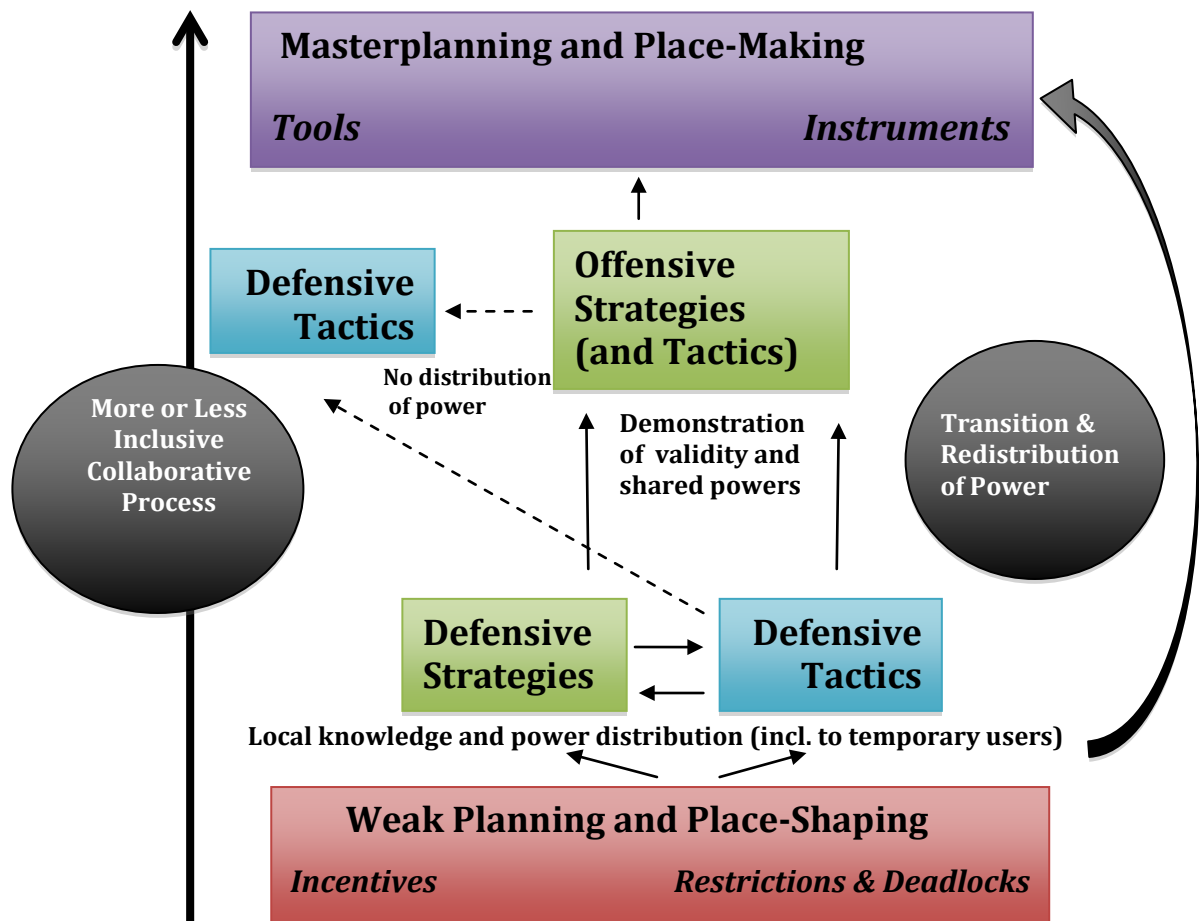 Masterplanning and Place-Making
Tools Instruments
Defensive
Tactics
Offensive
Strategies
(and Tactics)
No distribution
of power
More or Less
Inclusive
Collaborative
Process
Demonstration
of validity and
shared powers
Transition &
Redistribution
of Power
Defensive
Strategies
Defensive
Tactics
Local knowledge and power distribution (incl. to temporary users)
Weak Planning and Place-Shaping
Incentives Restrictions & Deadlocks